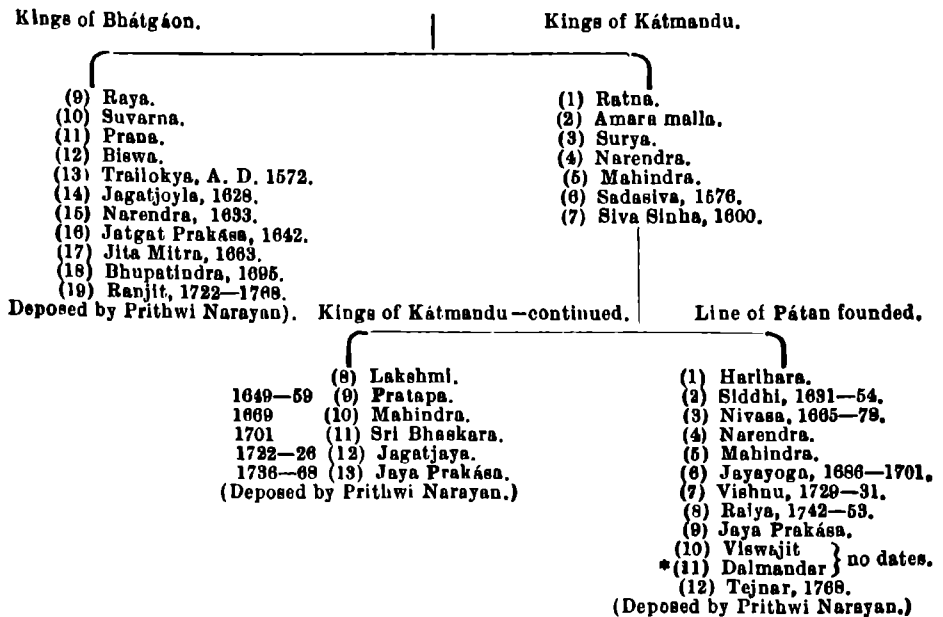 Kings of Bhátgáon.
Kings of Kátmandu.
(9) Raya.
(10) Suvarna.
(11) Prana.
(12) Biswa.
(13) Trailokya, A. D. 1572.
(14) Jagatjoyla, 1628.
(15) Narendra, 1633.
(16) Jatgat Prakása, 1642.
(17) Jita Mitra, 1663.
(18) Bhupatindra, 1695.
(19) Ranjit, 1722—1768.
Deposed by Prithwi Narayan).
(1) Ratna.
(2) Amara malla.
(3) Surya.
(4) Narendra.
(5) Mahindra.
(6) Sadasiva, 1576.
(7) Siva Sinha, 1600.
Kings of Kátmandu—continued.
Line of Pátan founded.
(8) Lakshmi.
1649—59 (9) Pratapa.
1669 (10) Mahindra.
1701 (11) Sri Bhaskara.
1722—26 (12) Jagatjaya.
1736—68 (13) Jaya Prakása.
(Deposed by Prithwi Narayan.)
(1) Harihara.
(2) Siddhi, 1631—54.
(3) Nivasa, 1665—78.
(4) Narendra.
(5) Mahindra.
(6) Jayayoga, 1686—1701.
(7) Vishnu, 1729—31.
(8) Raiya, 1742—53.
(9) Jaya Prakása.
(10) Viswajit
*(11) Dalmandar } no dates.
(12) Tejnar, 1768.
(Deposed by Prithwi Narayan.)